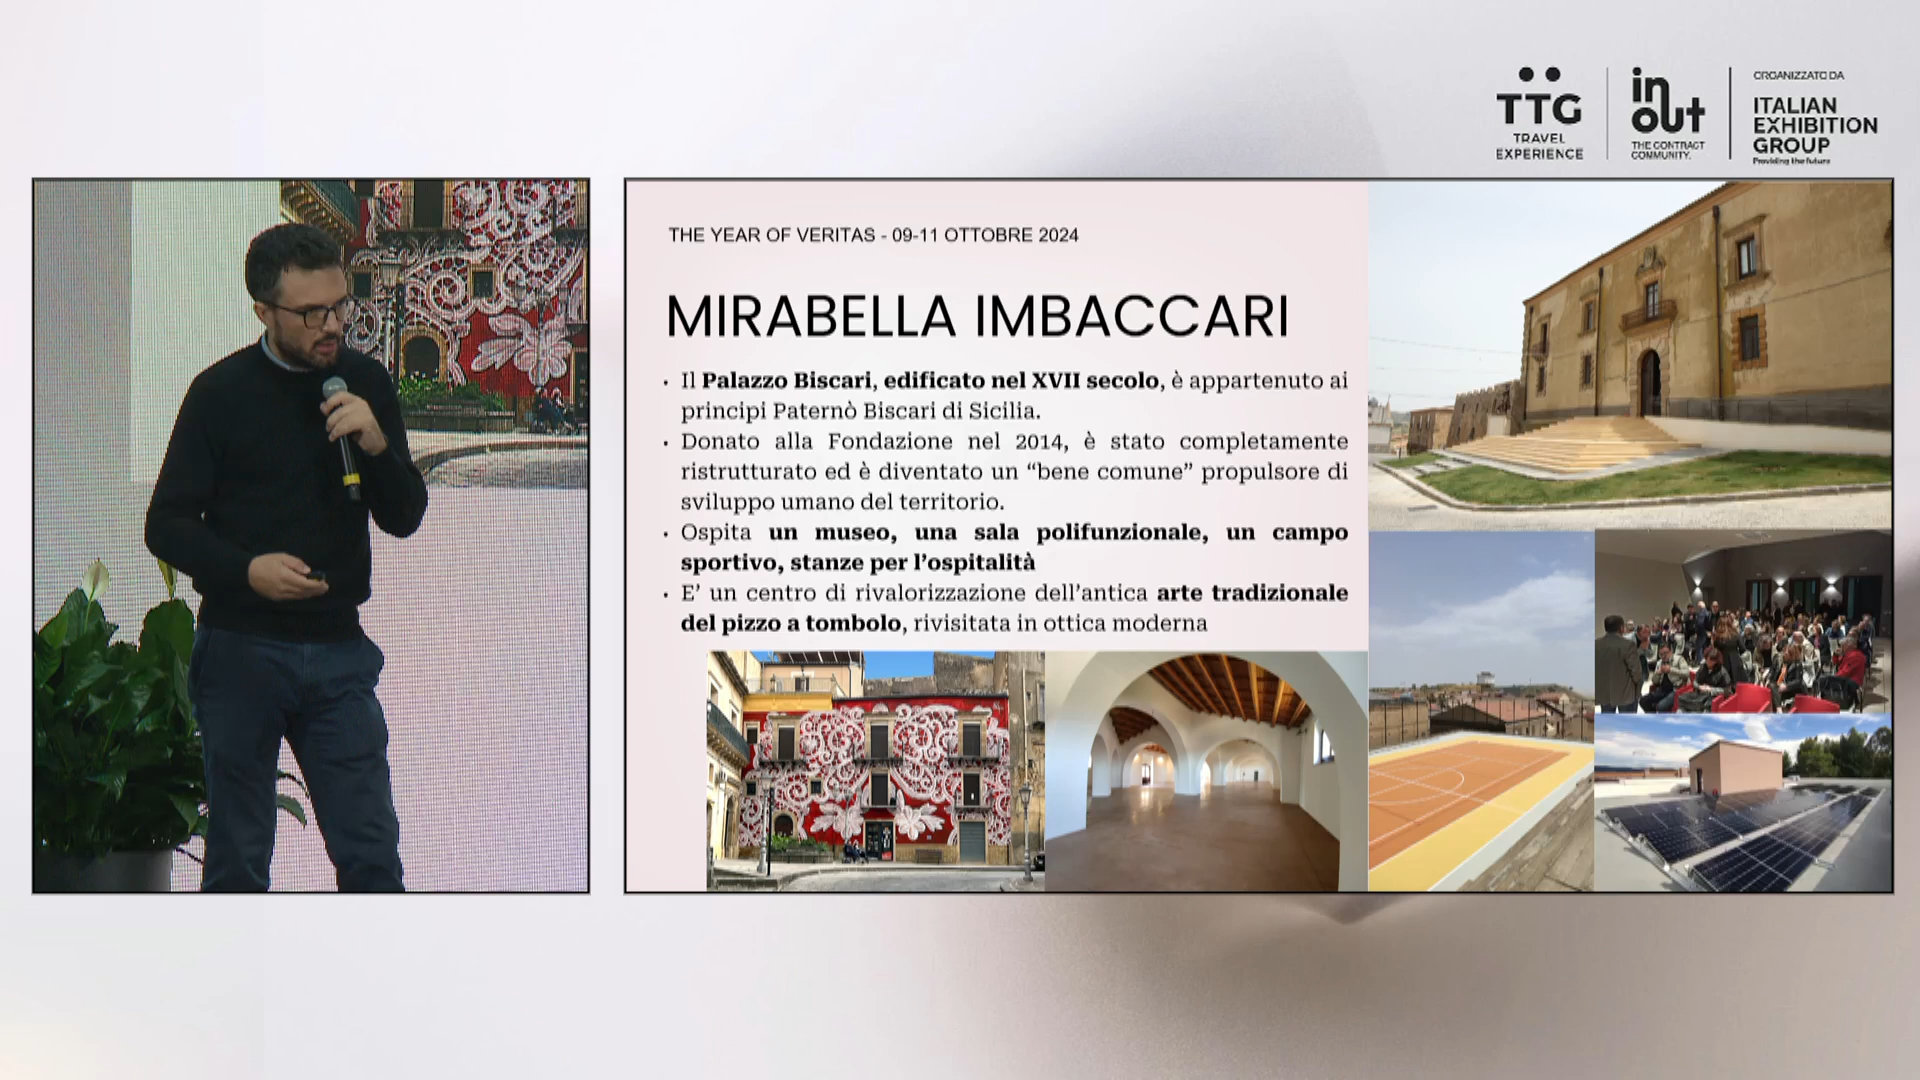 TTG
TRAVEL
EXPERIENCE
in
out
THE CONTRACT
COMMUNITY.
ORGANIZZATO DA
ITALIAN
EXHIBITION
GROUP
Providing the future
THE YEAR OF VERITAS - 09-11 OTTOBRE 2024
MIRABELLA IMBACCARI
• Il Palazzo Biscari, edificato nel XVII secolo, è appartenuto ai
principi Paternò Biscari di Sicilia.
• Donato alla Fondazione nel 2014, è stato completamente
ristrutturato ed è diventato un “bene comune” propulsore di
sviluppo umano del territorio.
• Ospita un museo, una sala polifunzionale, un campo
sportivo, stanze per l’ospitalità
• E’ un centro di rivalorizzazione dell’antica arte tradizionale
del pizzo a tombolo, rivisitata in ottica moderna